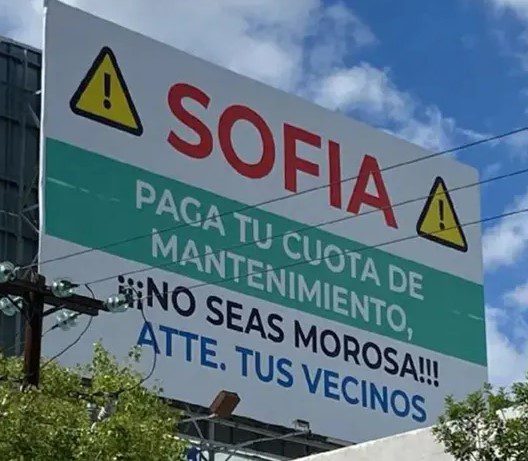 SOFIA
PAGA TU CUOTA DE
MANTENIMIENTO,
¡¡¡NO SEAS MOROSA!!!
ATTE. TUS VECINOS